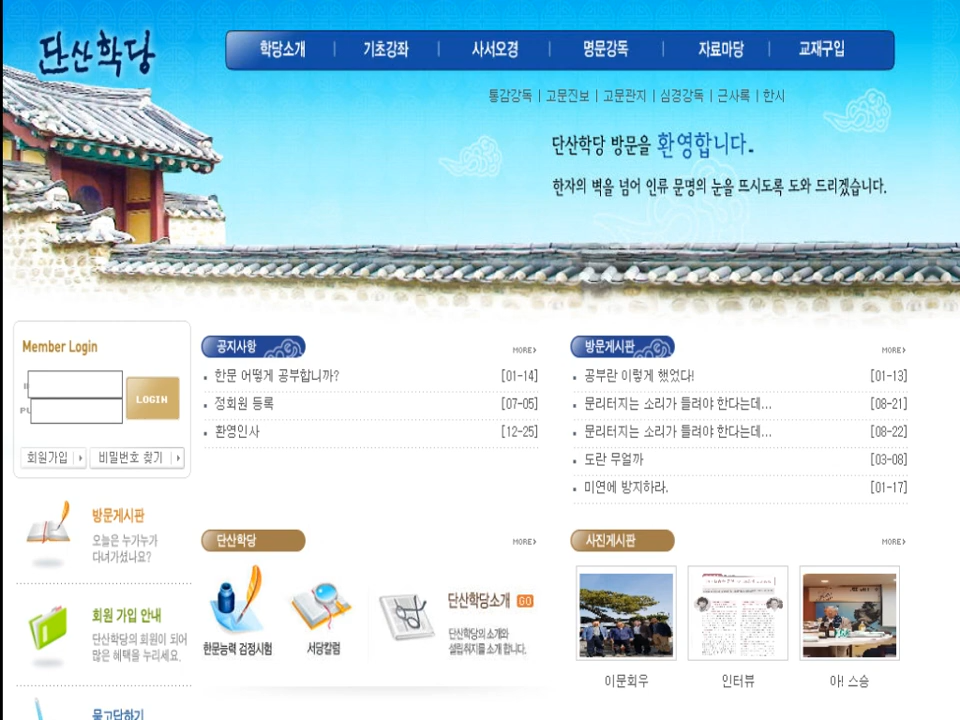 단산학당
학당소개 | 기초강좌 | 사서오경 | 명문강독 | 자료마당 | 교재구입
통감강독 | 고문진보 | 고문관지 | 심경강독 | 근사록 | 한시
단산학당 방문을 환영합니다.
한자의 벽을 넘어 인류 문명의 눈을 뜨시도록 도와 드리겠습니다.
Member Login
LOGIN
회원가입
비밀번호 찾기
공지사항
MORE
한문 어떻게 공부합니까? [01-14]
정회원 등록 [07-05]
환영인사 [12-25]
방문게시판
MORE
공부란 이렇게 했었다! [01-13]
문리터지는 소리가 들려야 한다는데... [08-21]
문리터지는 소리가 들려야 한다는데... [08-22]
도란 무얼까 [03-08]
미연에 방지하라. [01-17]
방문게시판
오늘은 누가누가
다녀가셨나요?
회원 가입 안내
단산학당의 회원이 되어
많은 혜택을 누리세요.
묻고답하기
단산학당
MORE
한문능력 검정시험
서당칼럼
단산학당소개 GO
단산학당의 소개와
설립취지를 소개 합니다.
사진게시판
MORE
이문회우
인터뷰
아! 스승